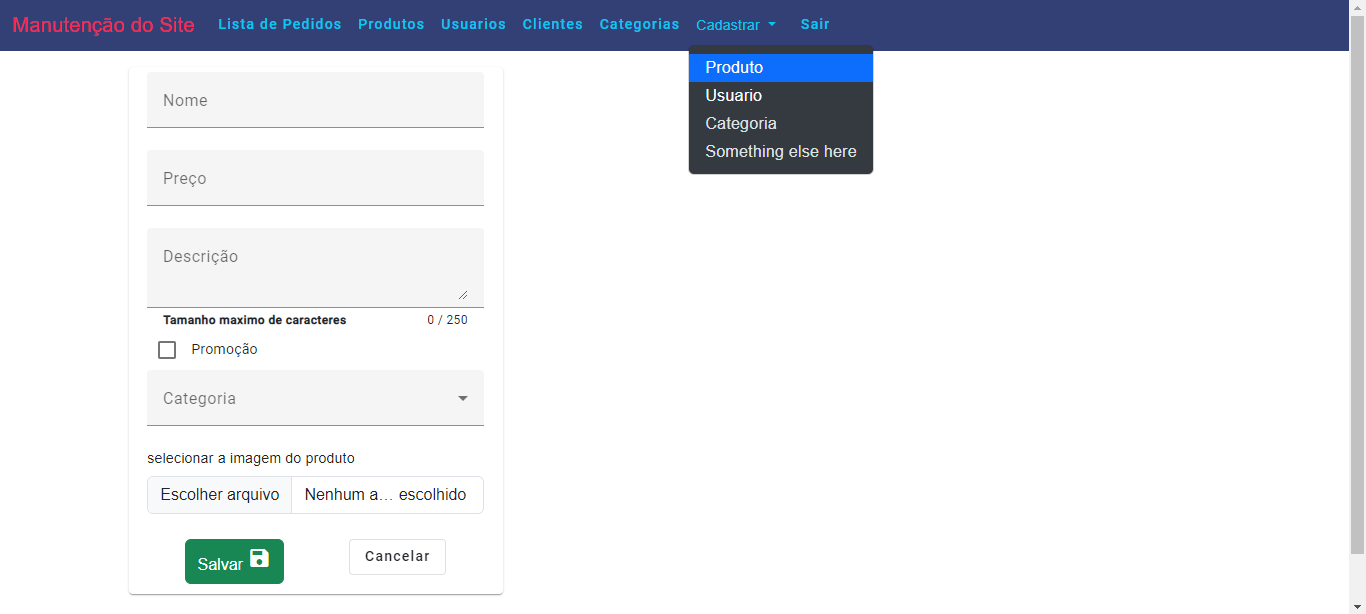 Manutenção do Site Lista de Pedidos Produtos Usuarios Clientes Categorias Cadastrar Sair
Produto
Usuario
Categoria
Something else here
Nome
Preço
Descrição
Tamanho maximo de caracteres 0 / 250
Promoção
Categoria
selecionar a imagem do produto
Escolher arquivo Nenhum a... escolhido
Salvar Cancelar